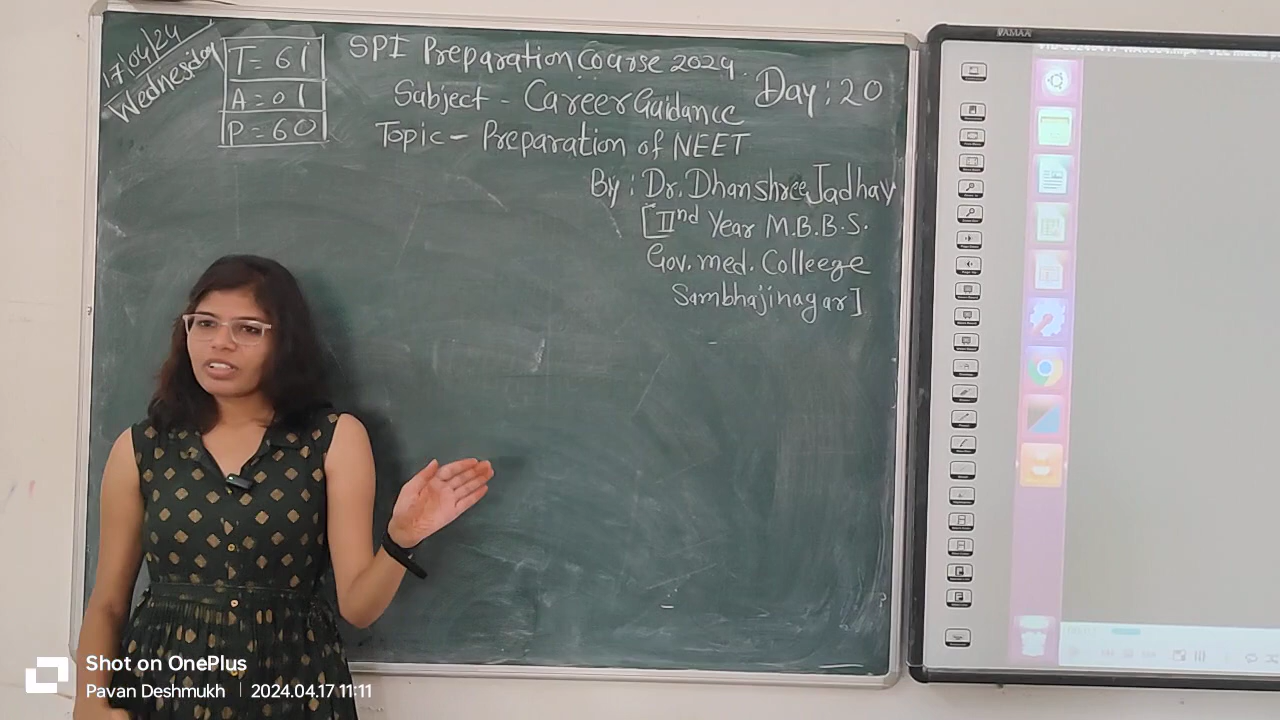 17/04/24
Wednesday
T = 61
A = 01
P = 60
SPI Preparation Course 2024.
Day : 20
Subject - Career Guidance
Topic - Preparation of NEET
By : Dr. Dhanshree Jadhav
[IInd Year M.B.B.S.
Gov. med. Colleege
Sambhajinagar]
Shot on OnePlus
Pavan Deshmukh | 2024.04.17 11:11